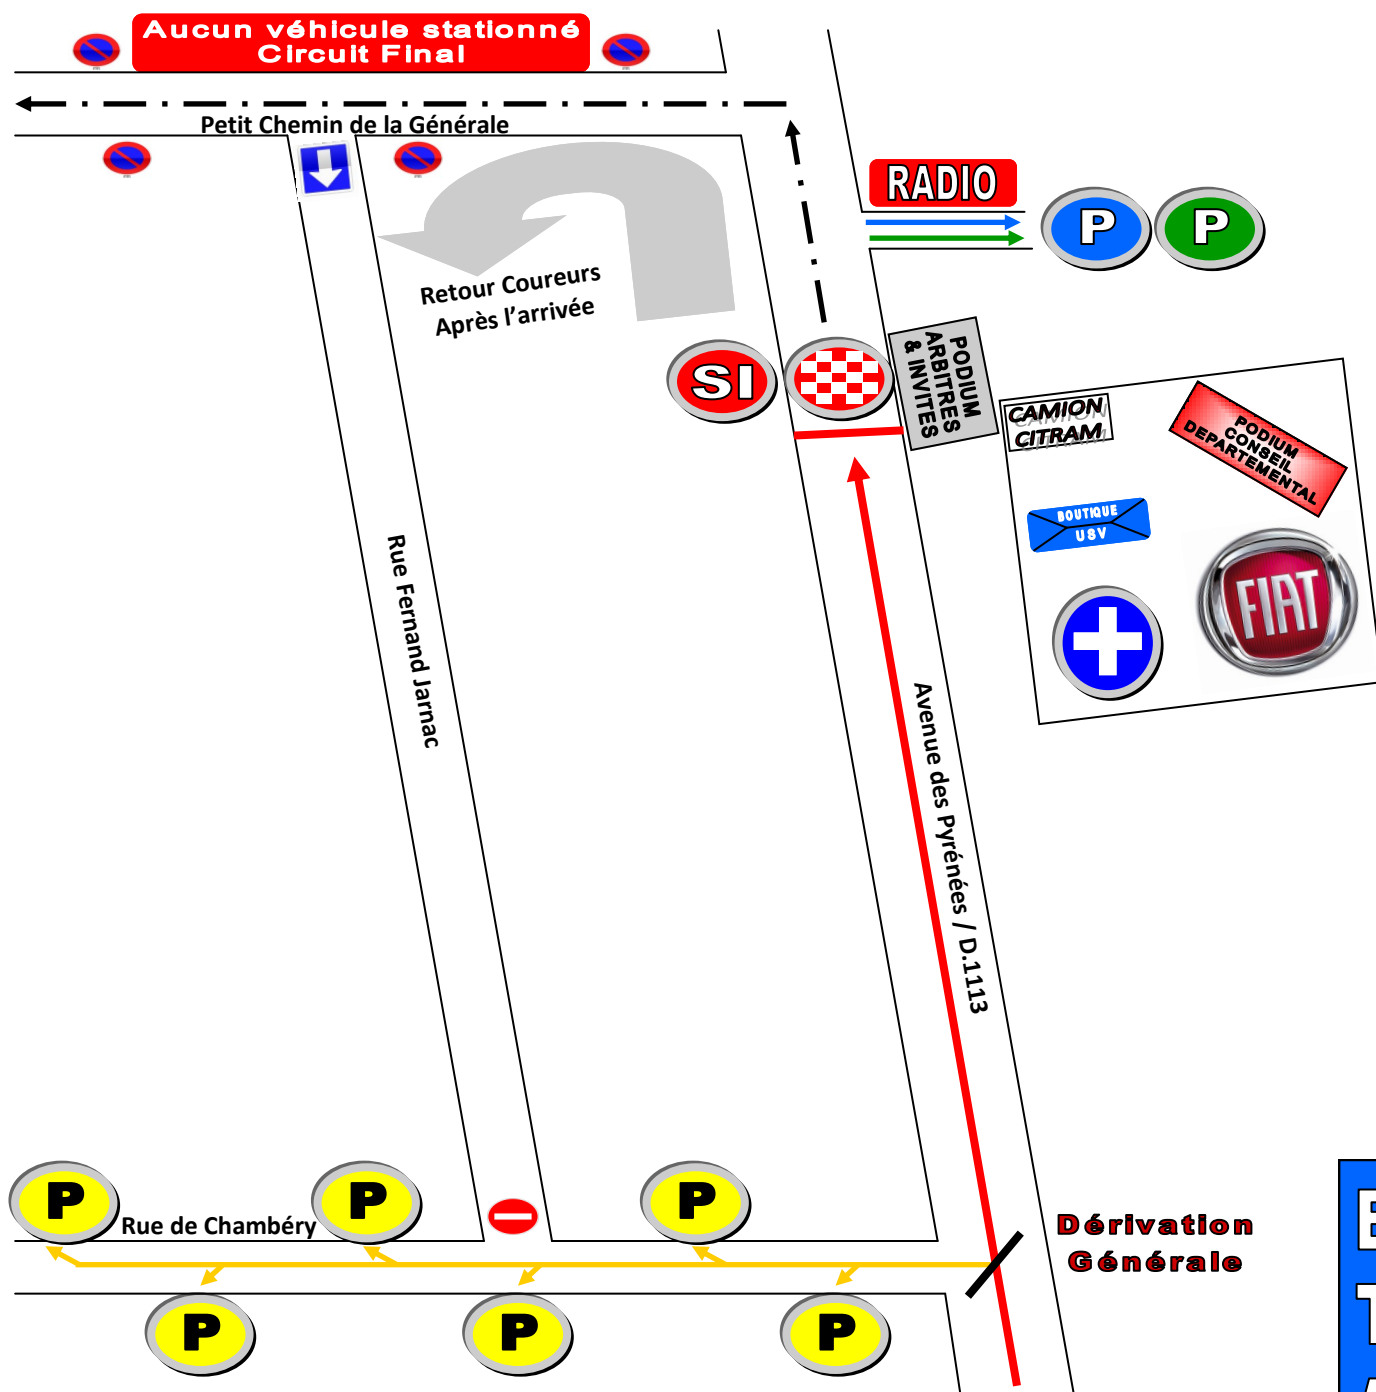 Aucun véhicule stationné
Circuit Final
Petit Chemin de la Générale
RADIO
P
P
Retour Coureurs
Après l'arrivée
SI
PODIUM
ARBITRES
& INVITES
CAMION
CITRAM
PODIUM
CONSEIL
DEPARTEMENTAL
BOUTIQUE
USV
FIAT
Rue Fernand Jarnac
Avenue des Pyrénées / D.1113
P
P
P
Rue de Chambéry
Dérivation
Générale
P
P
P
E
T